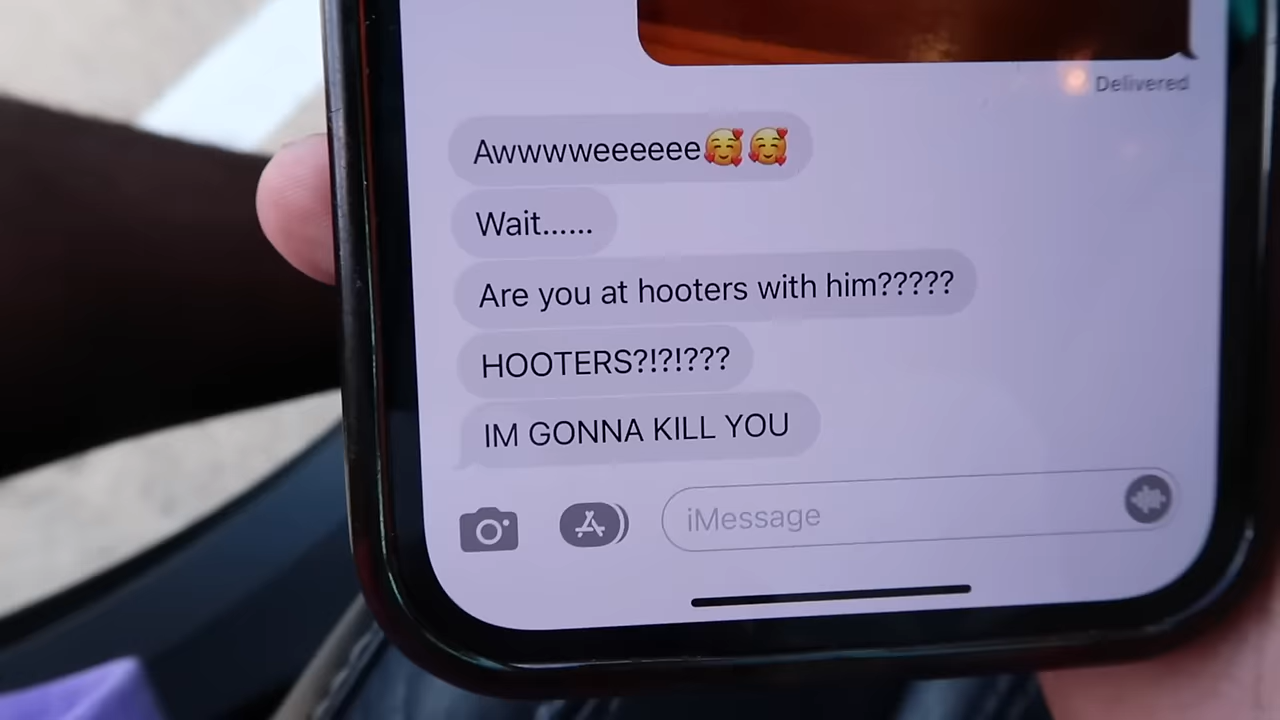 Delivered
Awwwweeeeee🥰🥰
Wait......
Are you at hooters with him?????
HOOTERS?!?!???
IM GONNA KILL YOU
iMessage